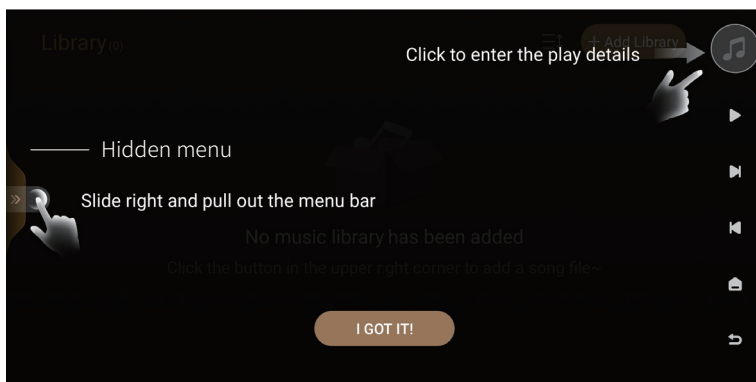 Library(0)
+ Add Library
Click to enter the play details
Hidden menu
Slide right and pull out the menu bar
No music library has been added
Click the button in the upper right corner to add a song file~
I GOT IT!